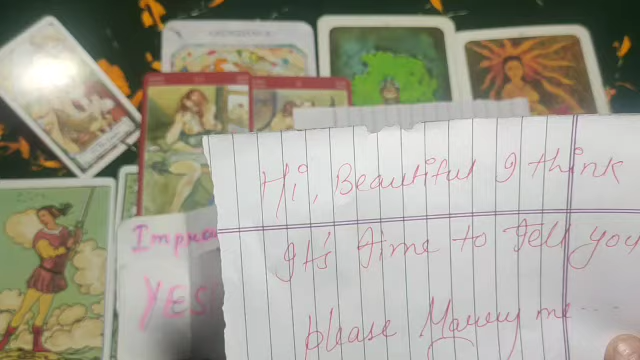 Hi, Beautiful I think
It's time to tell you
please Marry me....
YES!